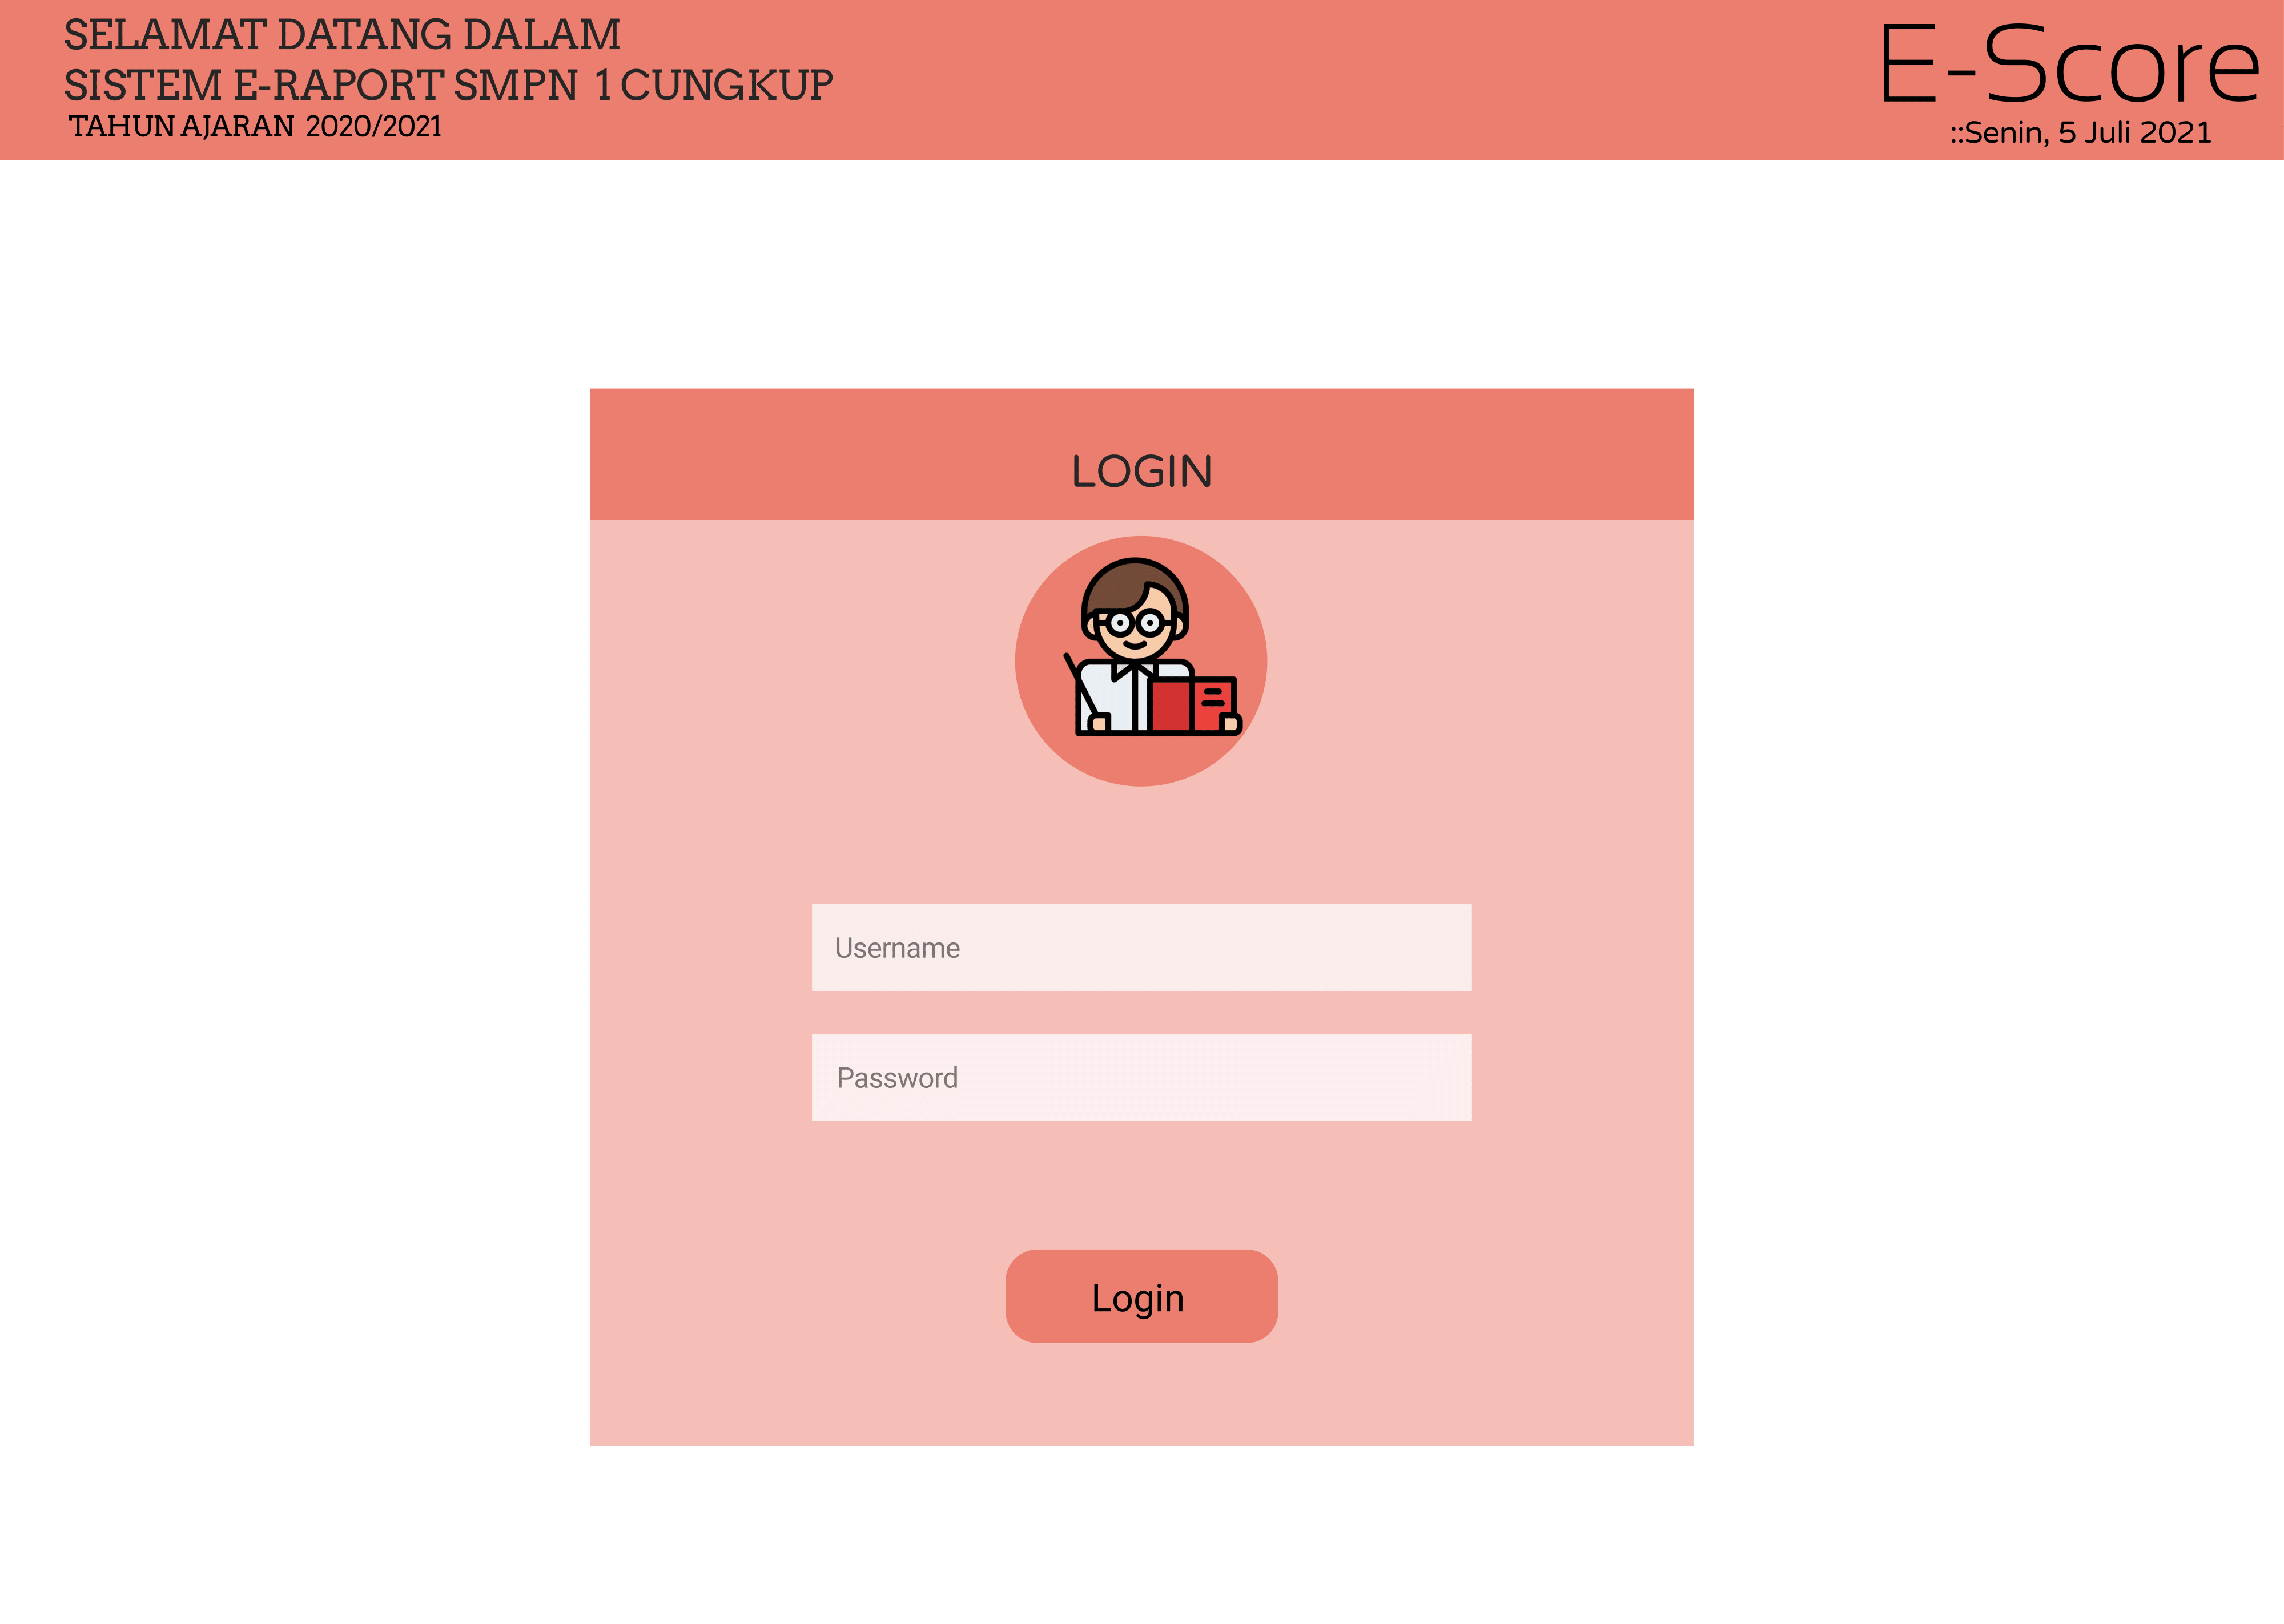 SELAMAT DATANG DALAM
SISTEM E-RAPORT SMPN 1 CUNGKUP
TAHUN AJARAN 2020/2021
E-Score
::Senin, 5 Juli 2021
LOGIN
Username
Password
Login